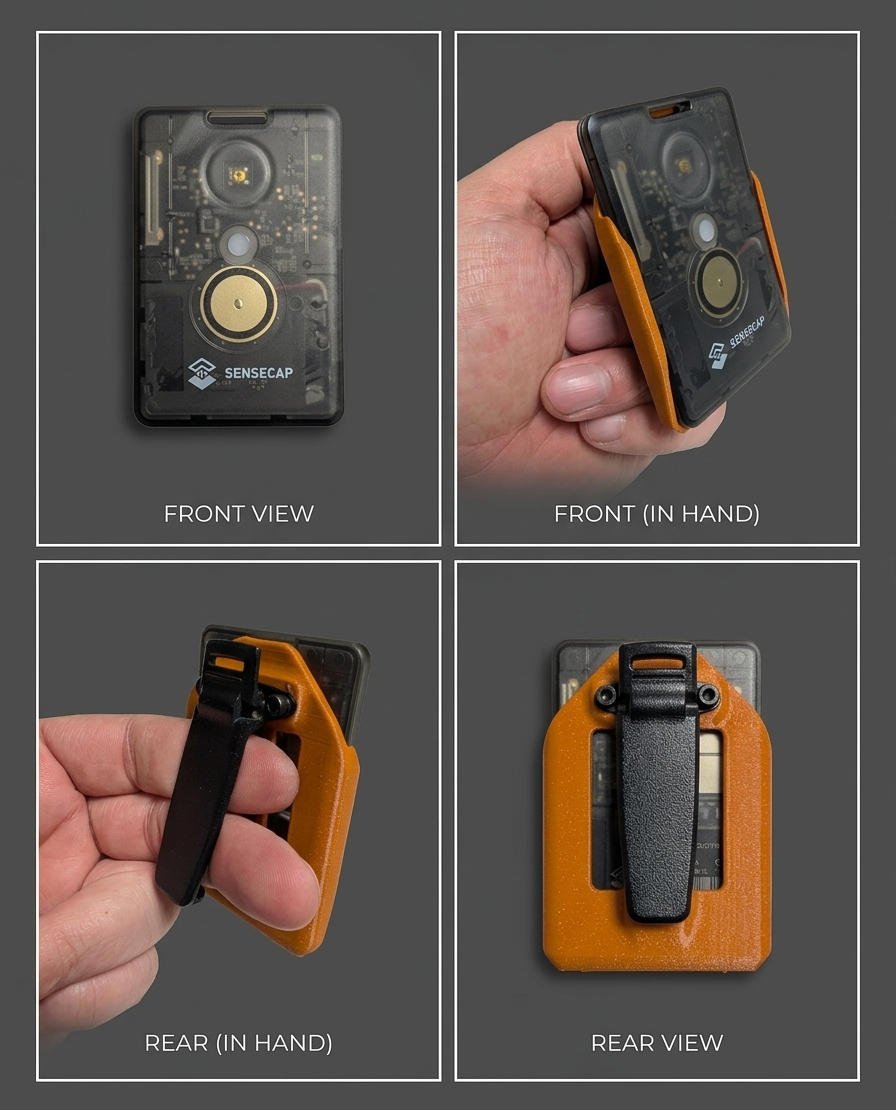 SENSECAP
FRONT VIEW
SENSECAP
FRONT (IN HAND)
REAR (IN HAND)
REAR VIEW